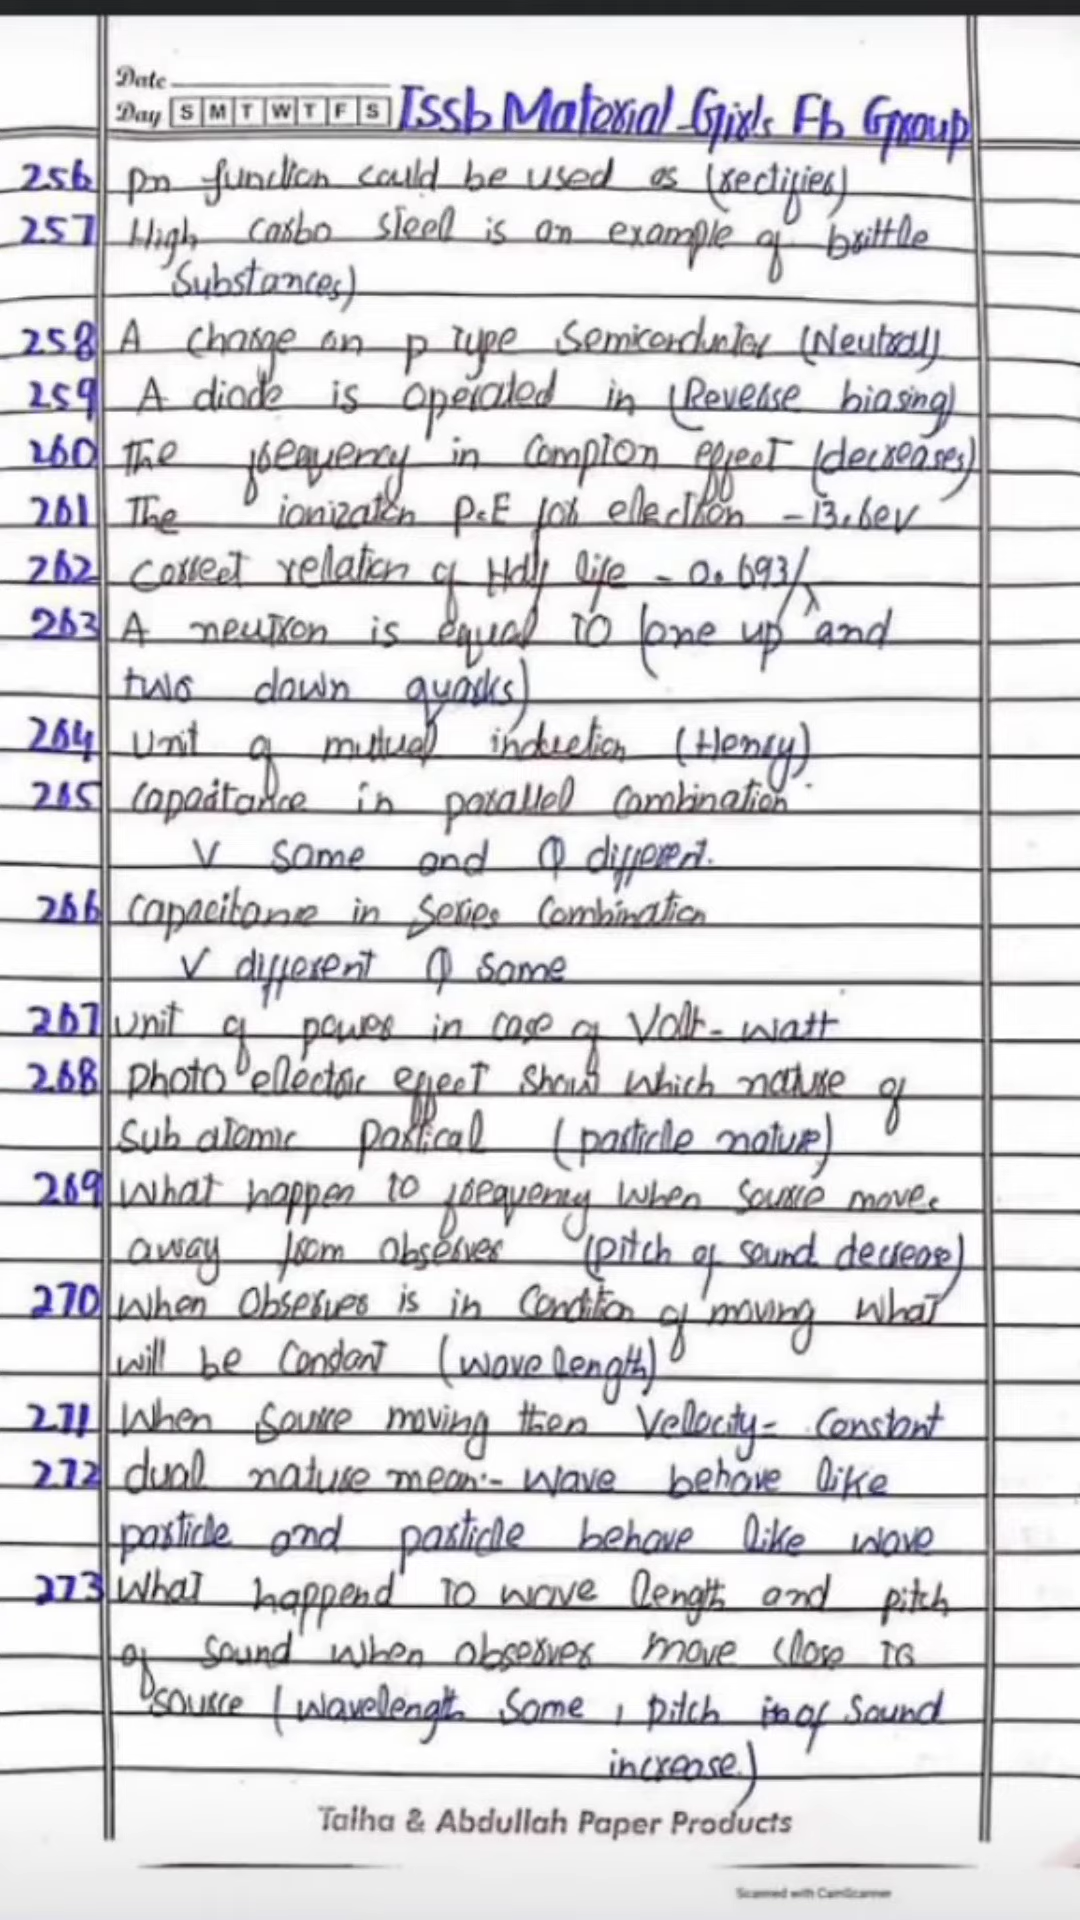 Date
Day S M T W T F S Issb Material Girls Fb Group
256 Pn function could be used as (rectifier)
257 High carbo steel is an example of brittle
Substances)
258 A charge on p type Semiconductor (Neutral)
259 A diode is operated in (Reverse biasing)
260 The frequency in Compton effect (decreases)
261 The ionizaton P.E for electron - 13.6ev
262 correct rellation of Half life - 0.693/λ
263 A neutron is equal to (one up and
two down quarks)
264 Unit of mutual induction (Henry)
265 Capacitance in parallel Combination
V Same and Q different.
266 Capacitance in Series Combination
V different Q Same
267 Unit of power in case of Volt - Watt
268 Photo electric effect show which nature of
Sub atomic Partical (particle nature)
269 What happen to frequency when Source move
away from Observer (pitch of sound decrease)
270 When Observer is in Condition of moving what
will be Constant (wave length)
271 When Source moving then Velocity - Constant
272 dual nature mean:- Wave behave like
particle and particle behave like wave
273 What happend to wave length and pitch
of sound when observer move close to
source (Wavelength Same , pitch of Sound
increase.)
Talha & Abdullah Paper Products
Scanned with CamScanner